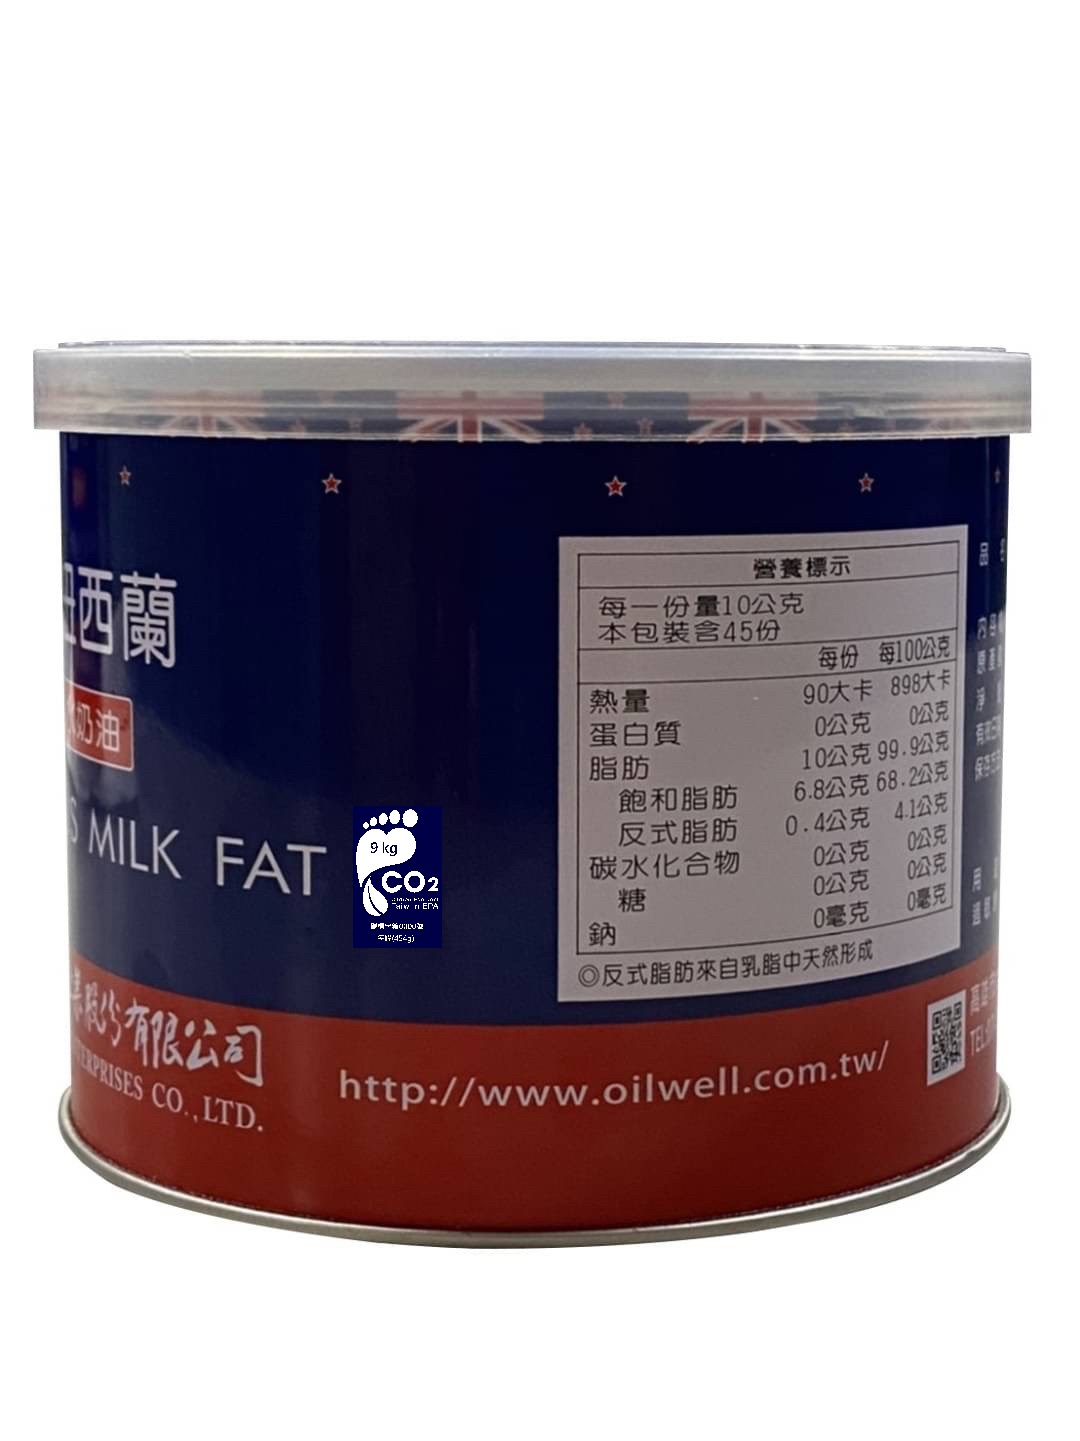 西蘭
奶油
S MILK FAT
9 kg
CO2
Taiwan EPA
(454g)
營養標示
每一份量10公克
本包裝含45份
每份 每100公克
熱量 90大卡 898大卡
蛋白質 0公克 0公克
脂肪 10公克 99.9公克
飽和脂肪 6.8公克 68.2公克
反式脂肪 0.4公克 4.1公克
碳水化合物 0公克 0公克
糖 0公克 0公克
鈉 0毫克 0毫克
◎反式脂肪來自乳脂中天然形成
股份有限公司
TERPRISES CO., LTD.
http://www.oilwell.com.tw/
TEL: